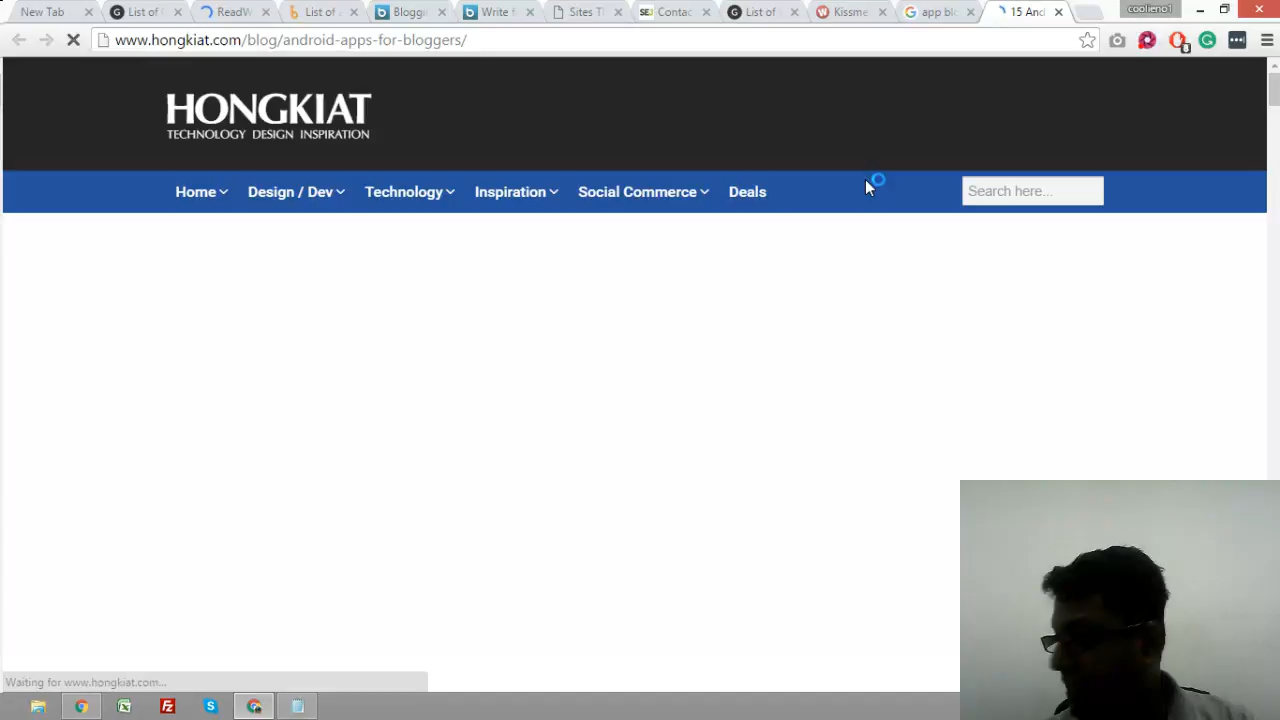 New Tab
List of
ReadW
List of
Bloggi
Write f
Sites T
SEJ Contac
List of
Kissme
app blo
15 And
coolieno1
www.hongkiat.com/blog/android-apps-for-bloggers/
HONGKIAT
TECHNOLOGY DESIGN INSPIRATION
Home Design / Dev Technology Inspiration Social Commerce Deals Search here...
Waiting for www.hongkiat.com...